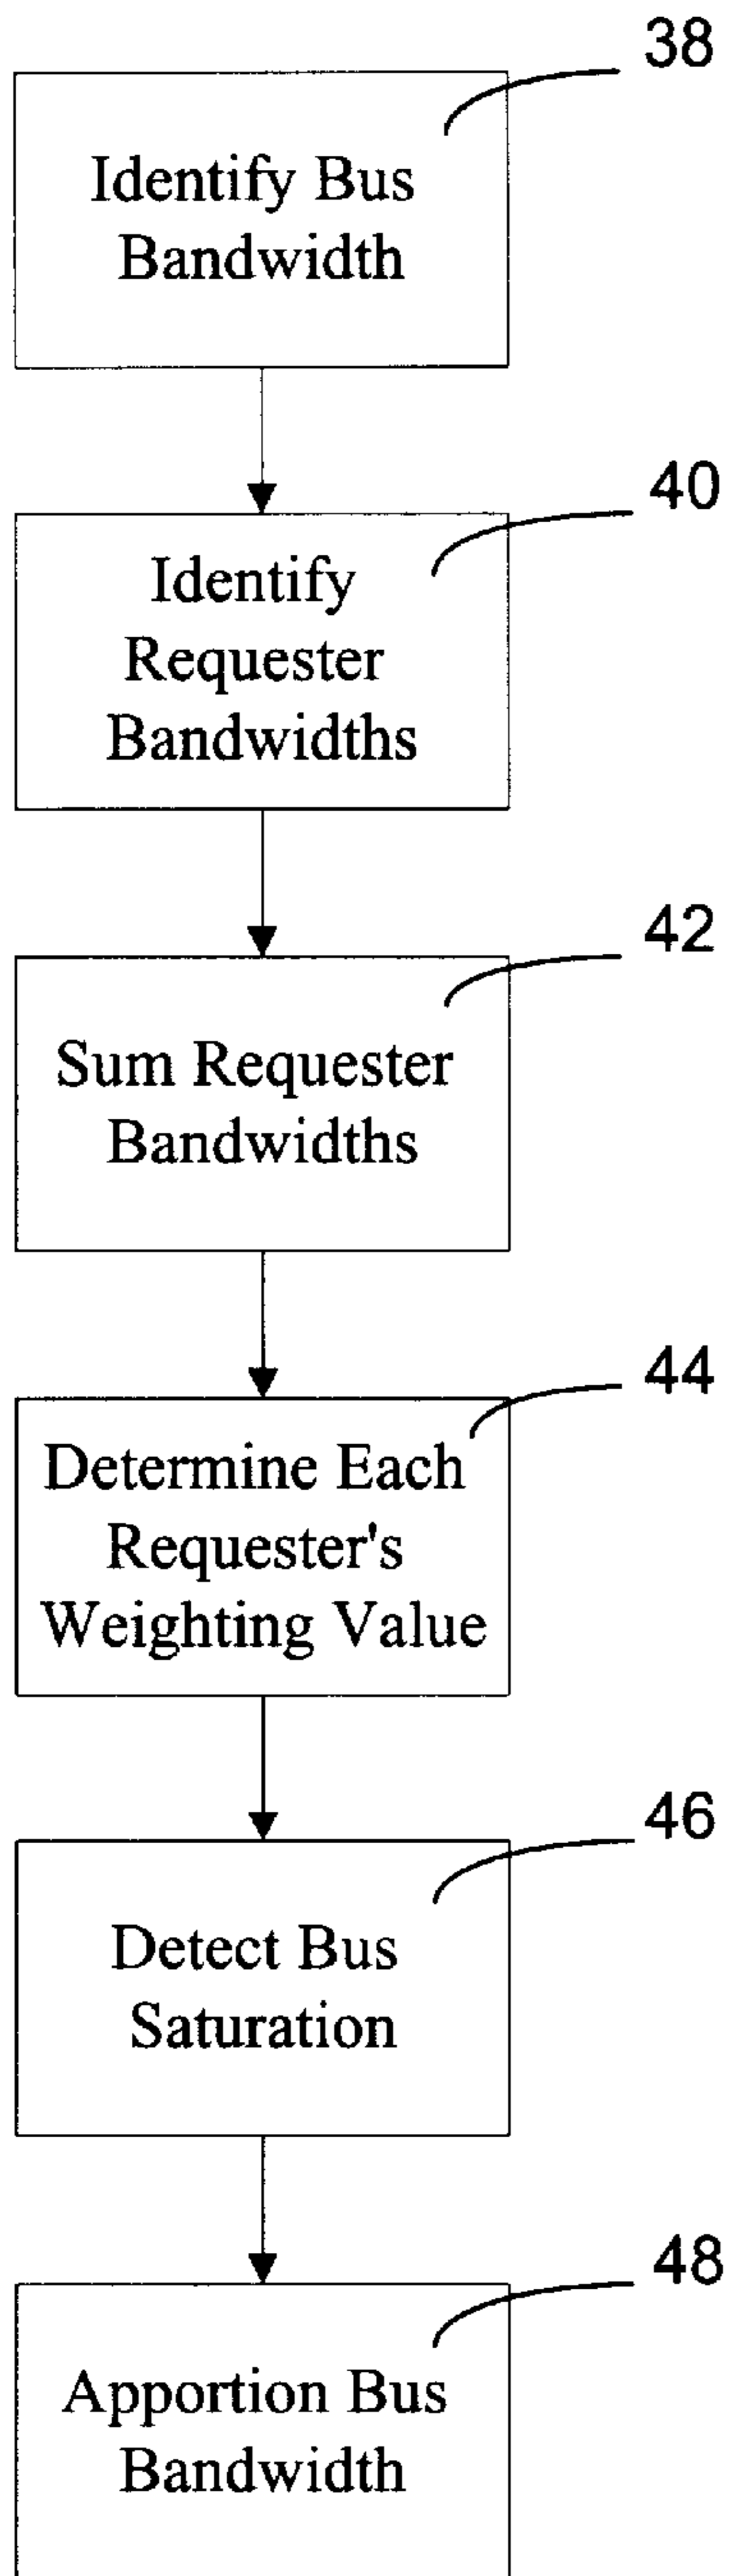 38
Identify Bus
Bandwidth
40
Identify
Requester
Bandwidths
42
Sum Requester
Bandwidths
44
Determine Each
Requester's
Weighting Value
46
Detect Bus
Saturation
48
Apportion Bus
Bandwidth